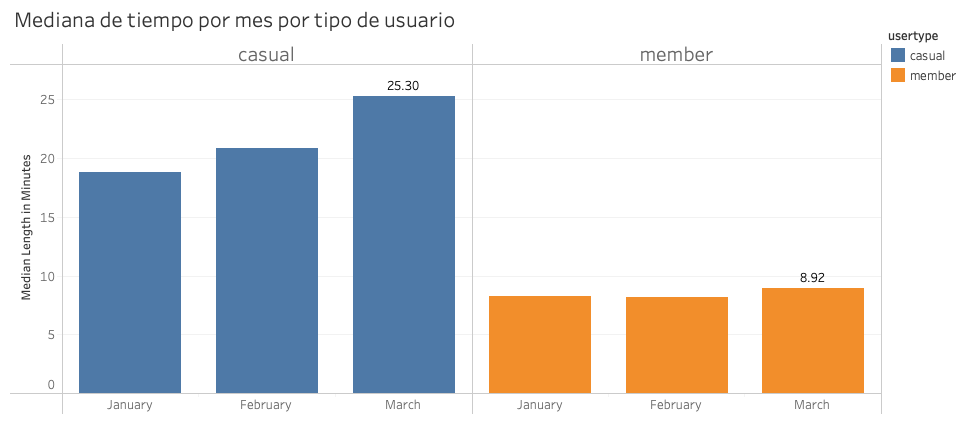 Mediana de tiempo por mes por tipo de usuario
usertype
casual
member
casual
member
Median Length in Minutes
25
20
15
10
5
0
25.30
8.92
January
February
March
January
February
March